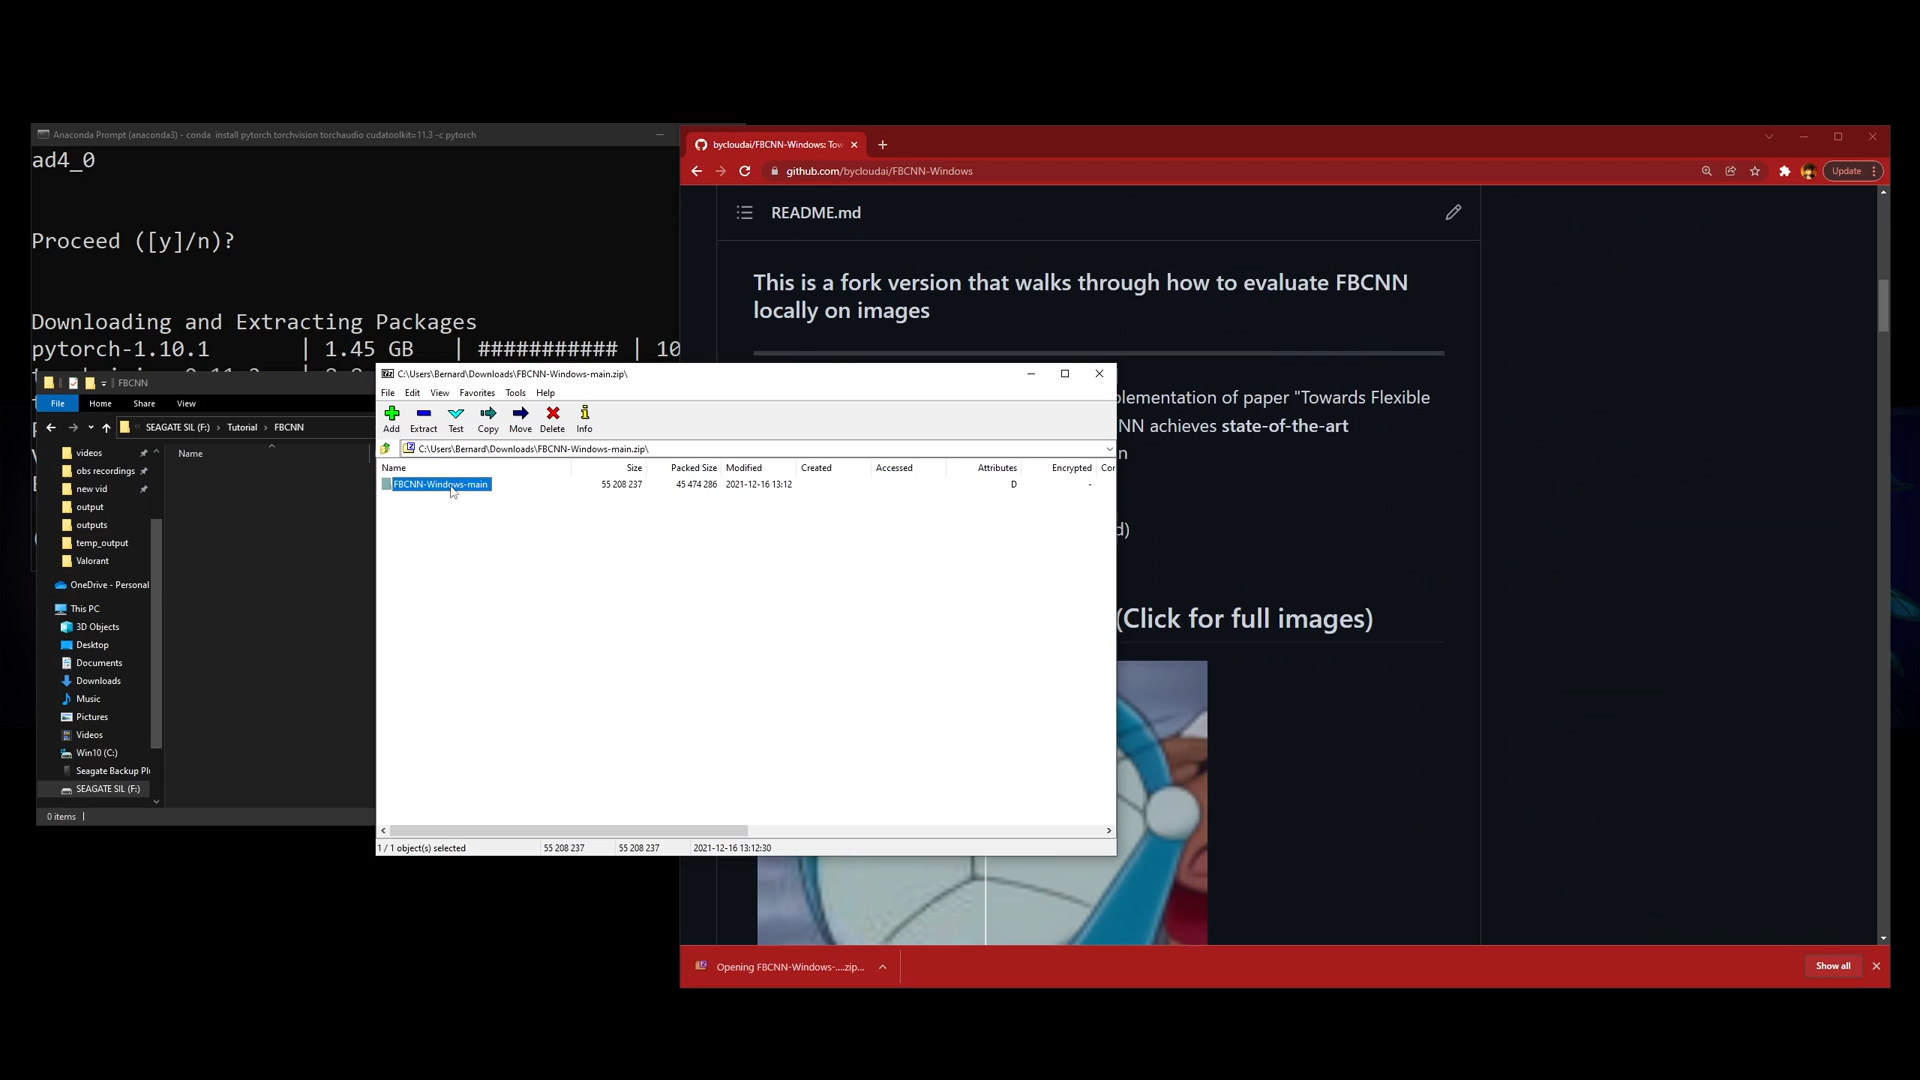 Anaconda Prompt (anaconda3) - conda install pytorch torchvision torchaudio cudatoolkit=11.3 -c pytorch
ad4_0
Proceed ([y]/n)?
Downloading and Extracting Packages
pytorch-1.10.1 | 1.45 GB | ########### | 10
FBCNN
File Home Share View
SEAGATE SIL (F:) › Tutorial › FBCNN
Name
videos
obs recordings
new vid
output
outputs
temp_output
Valorant
OneDrive - Personal
This PC
3D Objects
Desktop
Documents
Downloads
Music
Pictures
Videos
Win10 (C:)
Seagate Backup Pl
SEAGATE SIL (F:)
0 items
C:\Users\Bernard\Downloads\FBCNN-Windows-main.zip\
File Edit View Favorites Tools Help
Add Extract Test Copy Move Delete Info
C:\Users\Bernard\Downloads\FBCNN-Windows-main.zip\
Name Size Packed Size Modified Created Accessed Attributes Encrypted Cor
FBCNN-Windows-main 55 208 237 45 474 286 2021-12-16 13:12 D -
1 / 1 object(s) selected 55 208 237 55 208 237 2021-12-16 13:12:30
bycloudai/FBCNN-Windows: Tow
github.com/bycloudai/FBCNN-Windows
Update
README.md
This is a fork version that walks through how to evaluate FBCNN
locally on images
plementation of paper "Towards Flexible
NN achieves state-of-the-art
n
d)
(Click for full images)
Opening FBCNN-Windows-....zip...
Show all